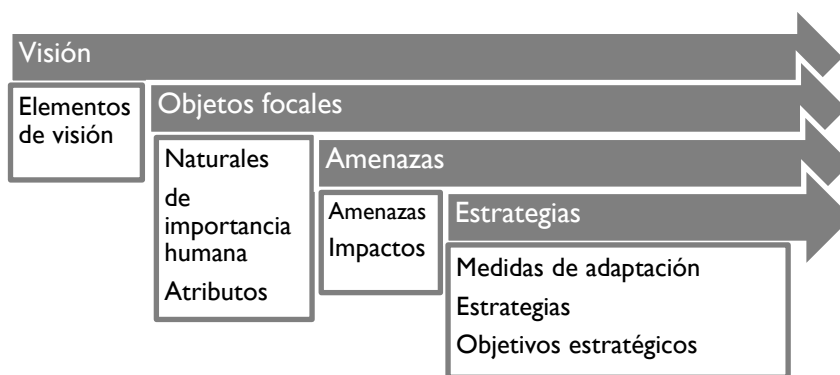 Visión
Elementos
de visión
Objetos focales
Naturales
de
importancia
humana
Atributos
Amenazas
Amenazas
Impactos
Estrategias
Medidas de adaptación
Estrategias
Objetivos estratégicos